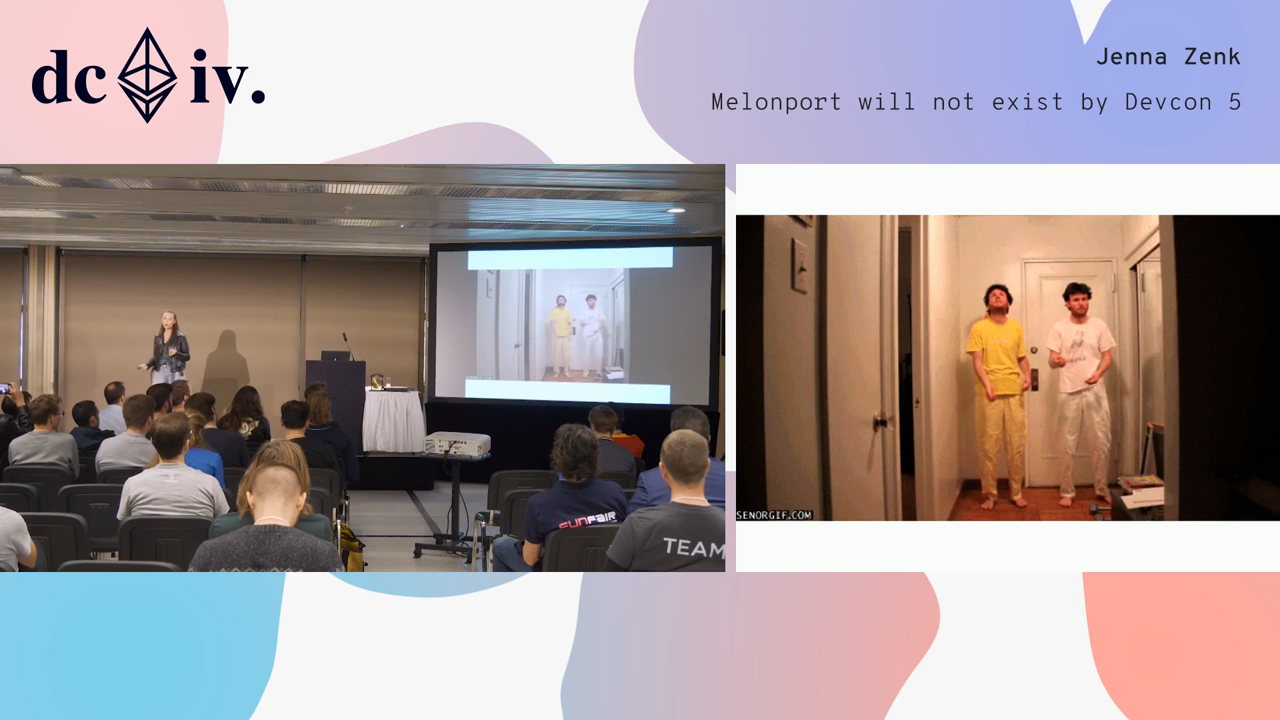 dc iv.
Jenna Zenk
Melonport will not exist by Devcon 5
FUNFAIR
TEAM
SENORGIF.COM